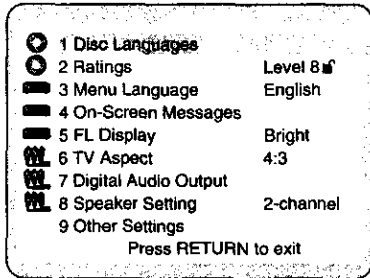 1 Disc Languages
2 Ratings Level 8
3 Menu Language English
4 On-Screen Messages
5 FL Display Bright
6 TV Aspect 4:3
7 Digital Audio Output
8 Speaker Setting 2-channel
9 Other Settings
Press RETURN to exit